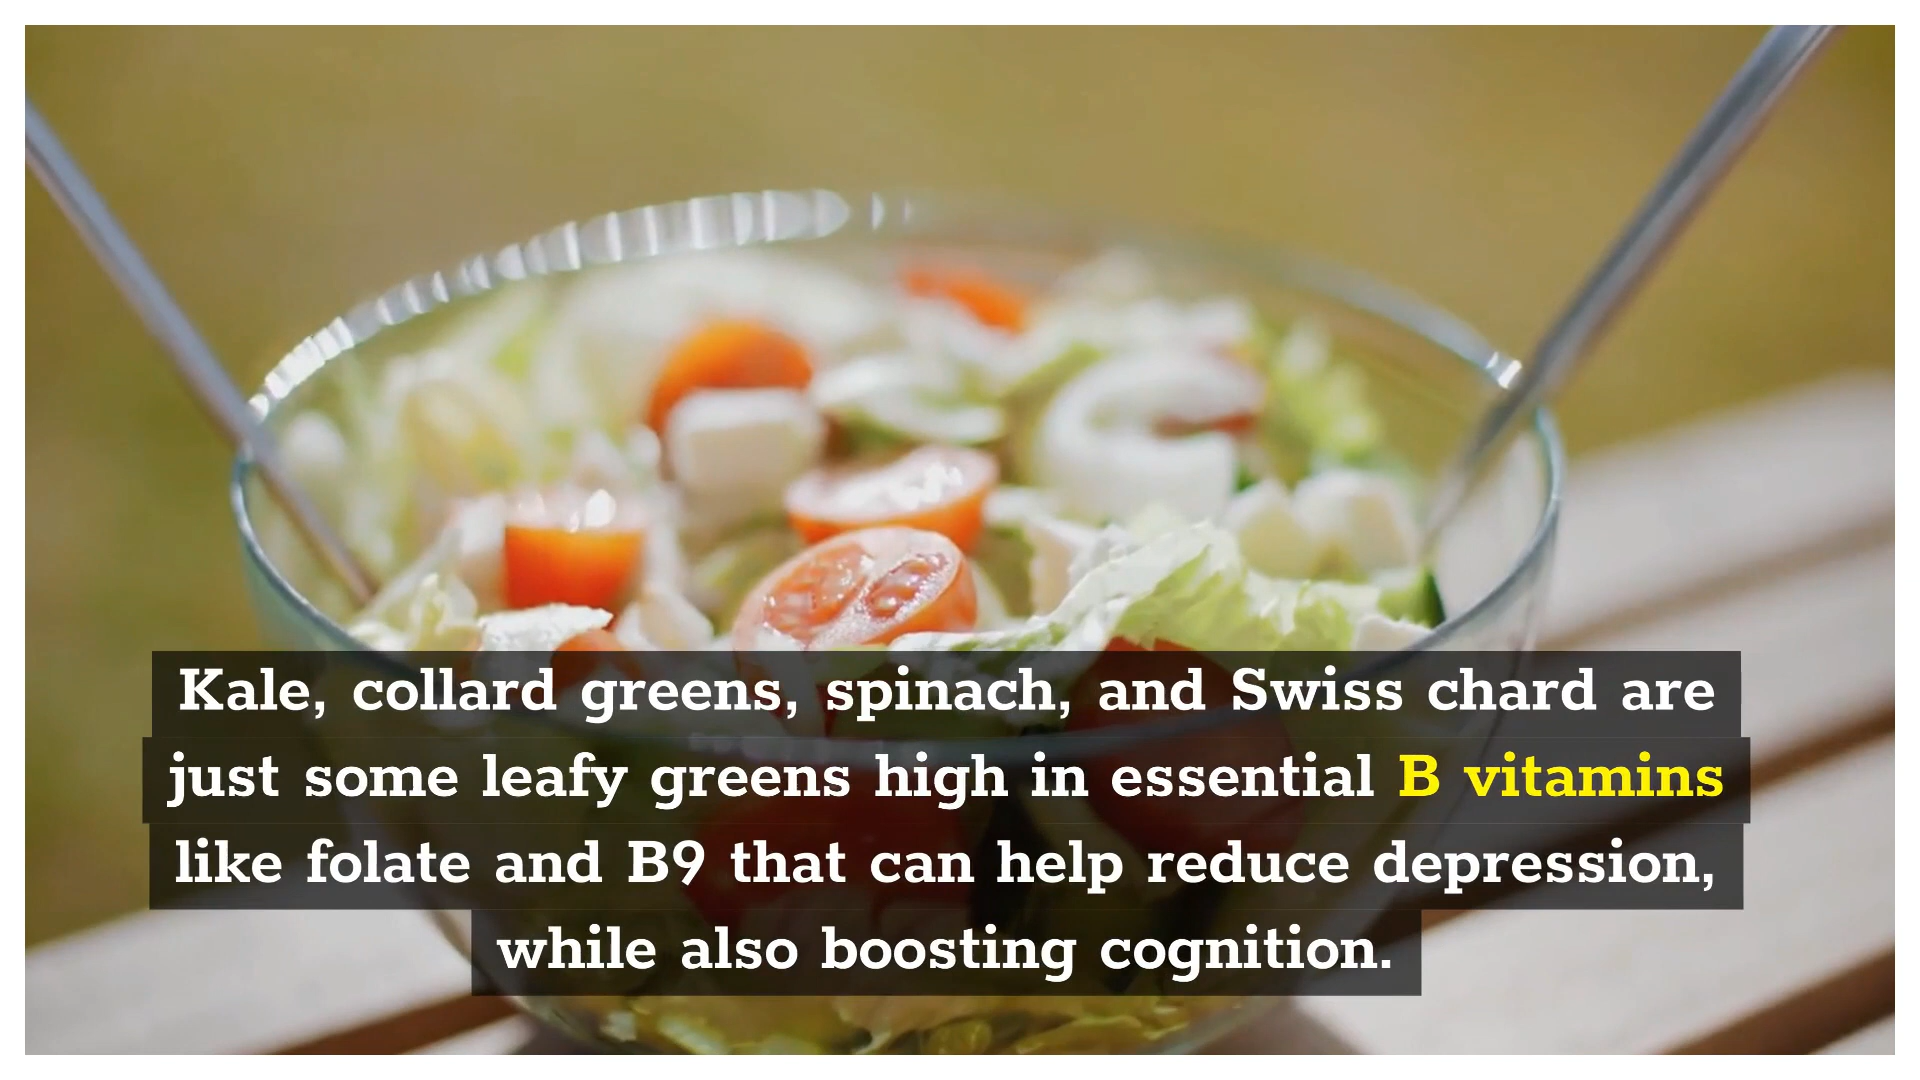 Kale, collard greens, spinach, and Swiss chard are
just some leafy greens high in essential B vitamins
like folate and B9 that can help reduce depression,
while also boosting cognition.